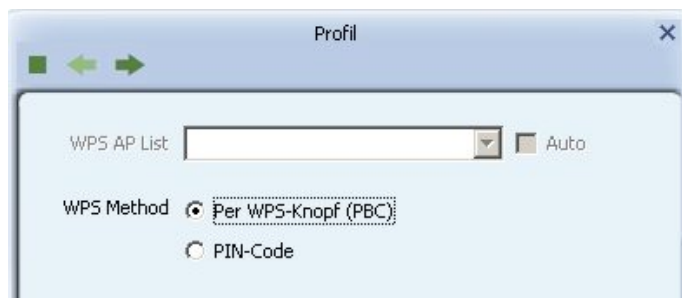 Profil
WPS AP List
Auto
WPS Method
Per WPS-Knopf (PBC)
PIN-Code